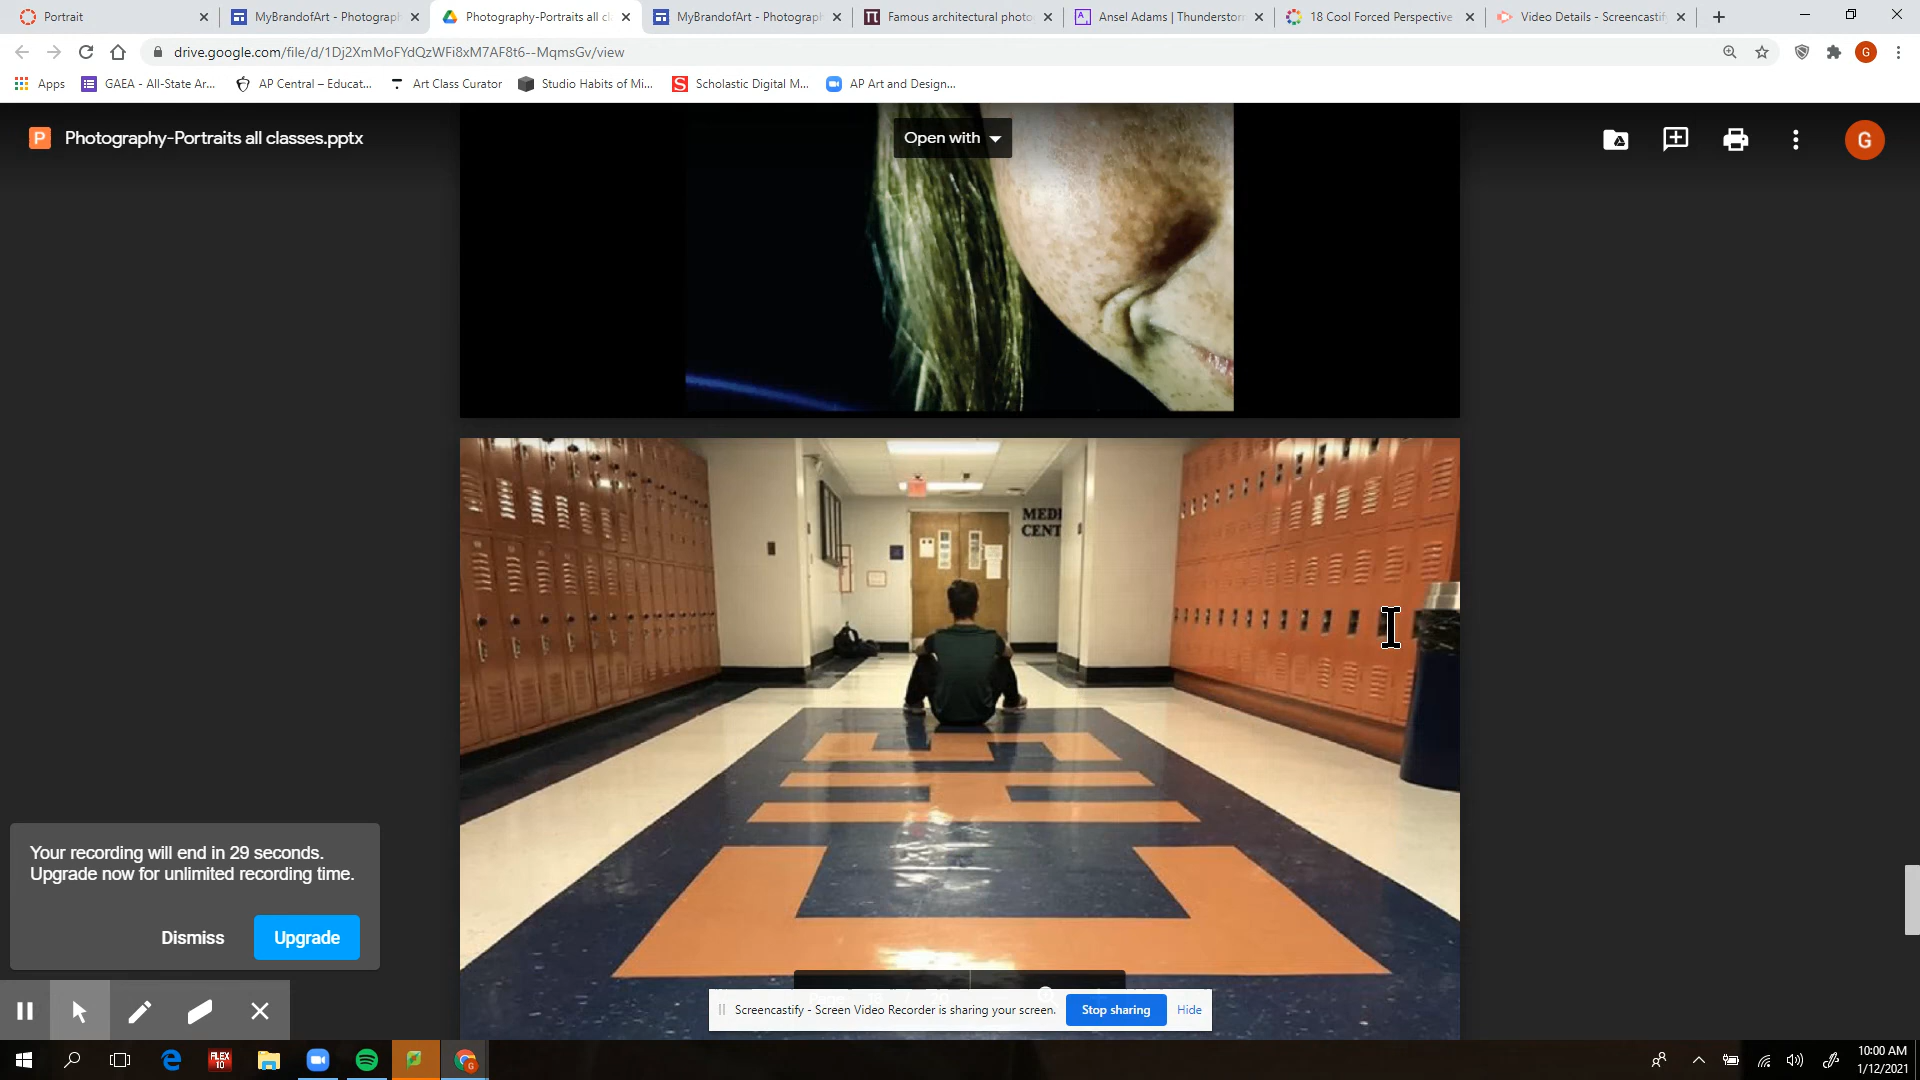 Portrait
MyBrandofArt - Photograph
Photography-Portraits all cl
MyBrandofArt - Photograph
Famous architectural photo
Ansel Adams | Thunderstor
18 Cool Forced Perspective
Video Details - Screencastif
drive.google.com/file/d/1Dj2XmMoFYdQzWFi8xM7AF8t6--MqmsGv/view
G
Apps
GAEA - All-State Ar...
AP Central – Educat...
Art Class Curator
Studio Habits of Mi...
S
Scholastic Digital M...
AP Art and Design...
P
Photography-Portraits all classes.pptx
Open with
G
MEDI
CENT
Your recording will end in 29 seconds.
Upgrade now for unlimited recording time.
Dismiss
Upgrade
Screencastify - Screen Video Recorder is sharing your screen.
Stop sharing
Hide
FLEX
10
10:00 AM
1/12/2021